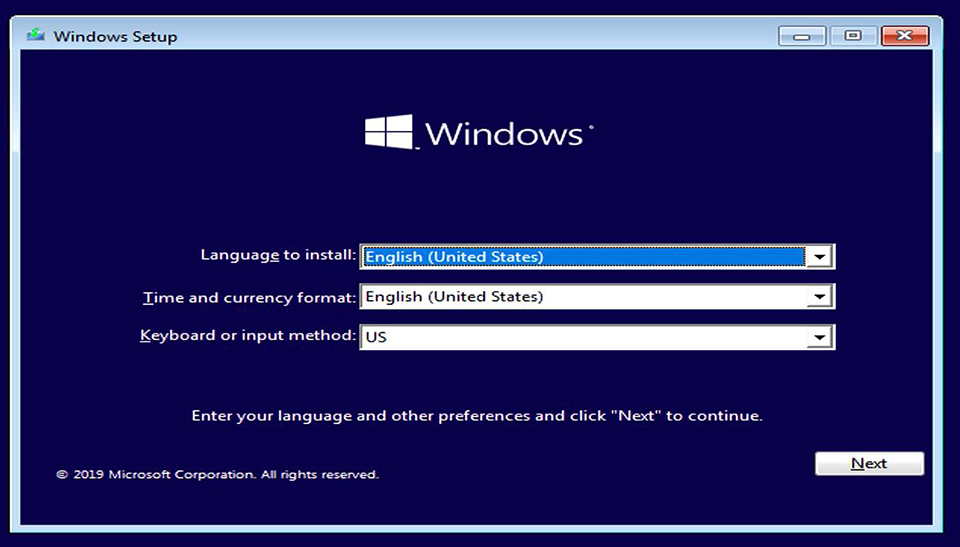 Windows Setup
Windows
Language to install: English (United States)
Time and currency format: English (United States)
Keyboard or input method: US
Enter your language and other preferences and click "Next" to continue.
Next
© 2019 Microsoft Corporation. All rights reserved.